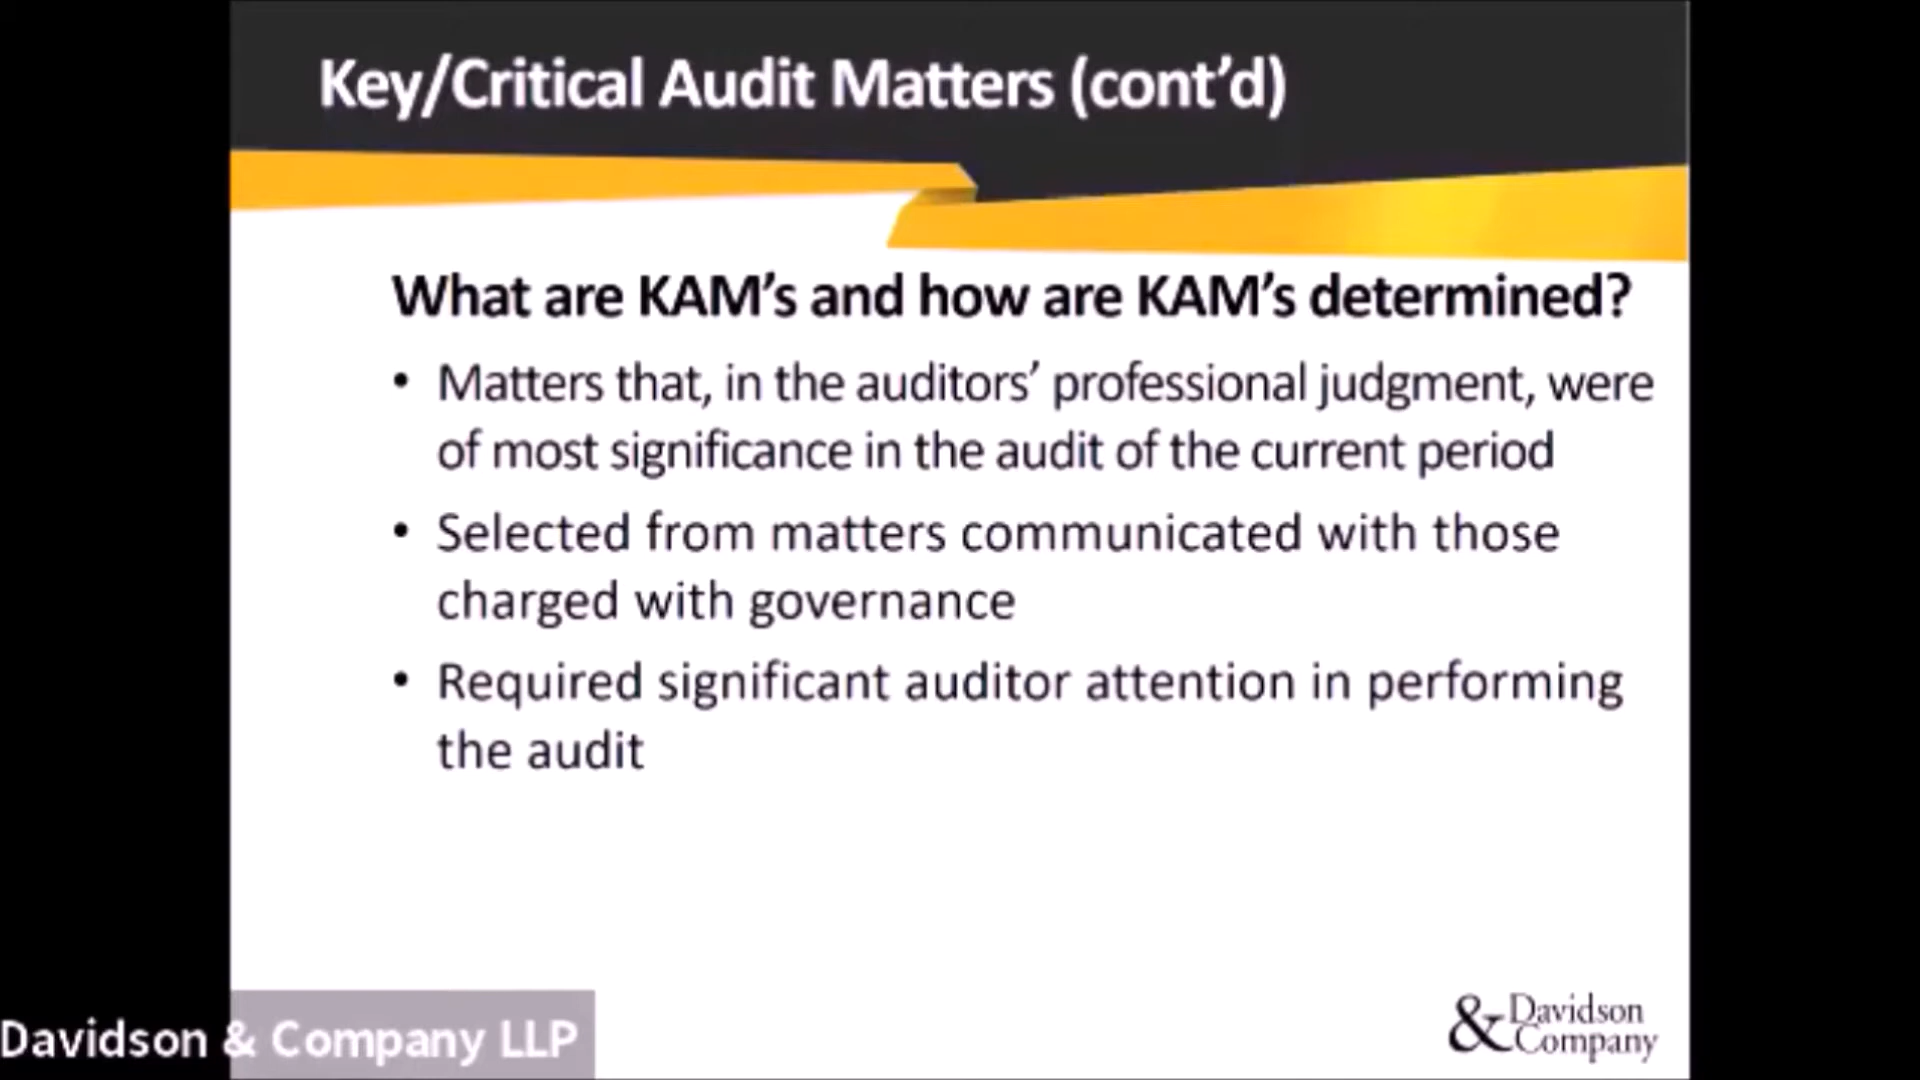 Key/Critical Audit Matters (cont’d)
What are KAM’s and how are KAM’s determined?
• Matters that, in the auditors’ professional judgment, were
of most significance in the audit of the current period
• Selected from matters communicated with those
charged with governance
• Required significant auditor attention in performing
the audit
Davidson & Company LLP
& Davidson
Company